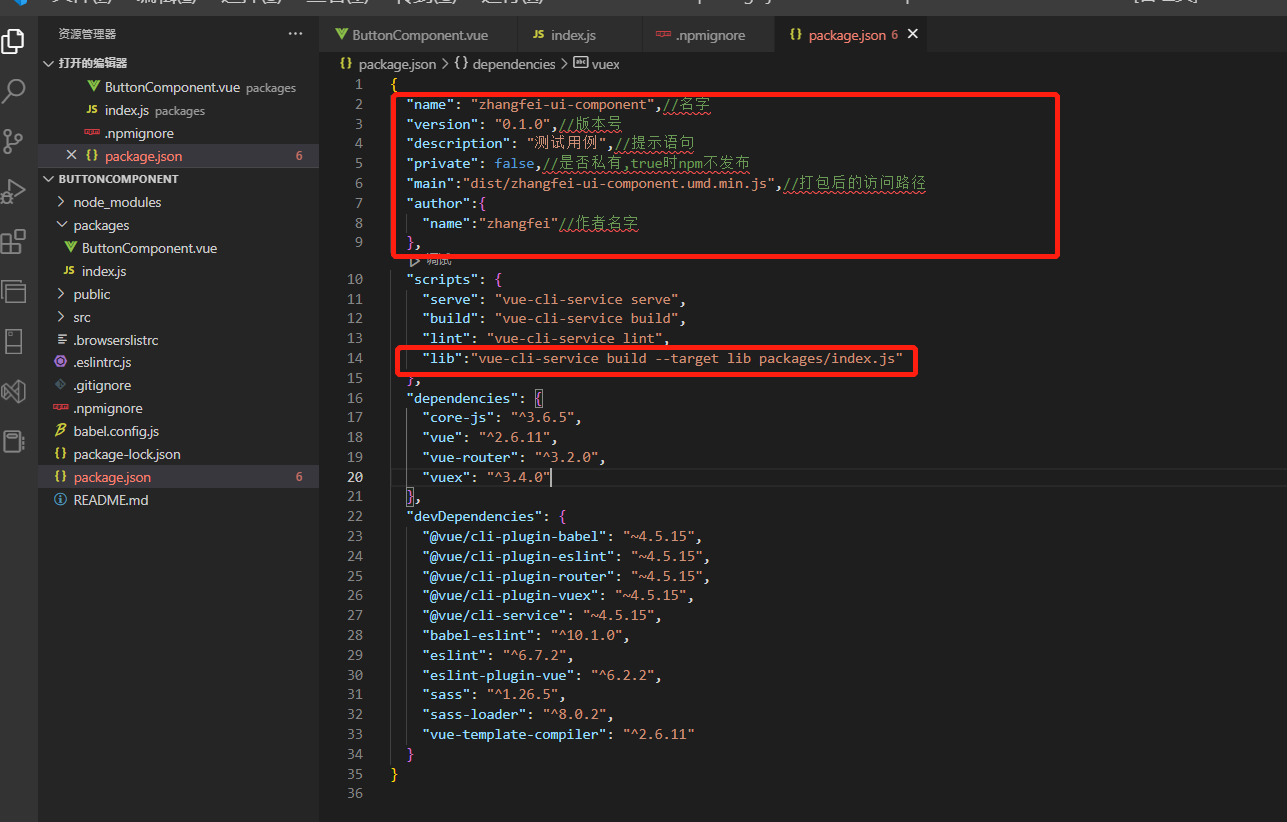 资源管理器
打开的编辑器
ButtonComponent.vue packages
index.js packages
.npmignore
package.json 6
BUTTONCOMPONENT
node_modules
packages
ButtonComponent.vue
index.js
public
src
.browserslistrc
.eslintrc.js
.gitignore
.npmignore
babel.config.js
package-lock.json
package.json 6
README.md
ButtonComponent.vue
index.js
.npmignore
package.json 6
package.json > {} dependencies > vuex
1 {
2 "name": "zhangfei-ui-component",//名字
3 "version": "0.1.0",//版本号
4 "description": "测试用例",//提示语句
5 "private": false,//是否私有,true时npm不发布
6 "main":"dist/zhangfei-ui-component.umd.min.js",//打包后的访问路径
7 "author":{
8 "name":"zhangfei"//作者名字
9 },
调试
10 "scripts": {
11 "serve": "vue-cli-service serve",
12 "build": "vue-cli-service build",
13 "lint": "vue-cli-service lint",
14 "lib":"vue-cli-service build --target lib packages/index.js"
15 },
16 "dependencies": {
17 "core-js": "^3.6.5",
18 "vue": "^2.6.11",
19 "vue-router": "^3.2.0",
20 "vuex": "^3.4.0"
21 },
22 "devDependencies": {
23 "@vue/cli-plugin-babel": "~4.5.15",
24 "@vue/cli-plugin-eslint": "~4.5.15",
25 "@vue/cli-plugin-router": "~4.5.15",
26 "@vue/cli-plugin-vuex": "~4.5.15",
27 "@vue/cli-service": "~4.5.15",
28 "babel-eslint": "^10.1.0",
29 "eslint": "^6.7.2",
30 "eslint-plugin-vue": "^6.2.2",
31 "sass": "^1.26.5",
32 "sass-loader": "^8.0.2",
33 "vue-template-compiler": "^2.6.11"
34 }
35 }
36